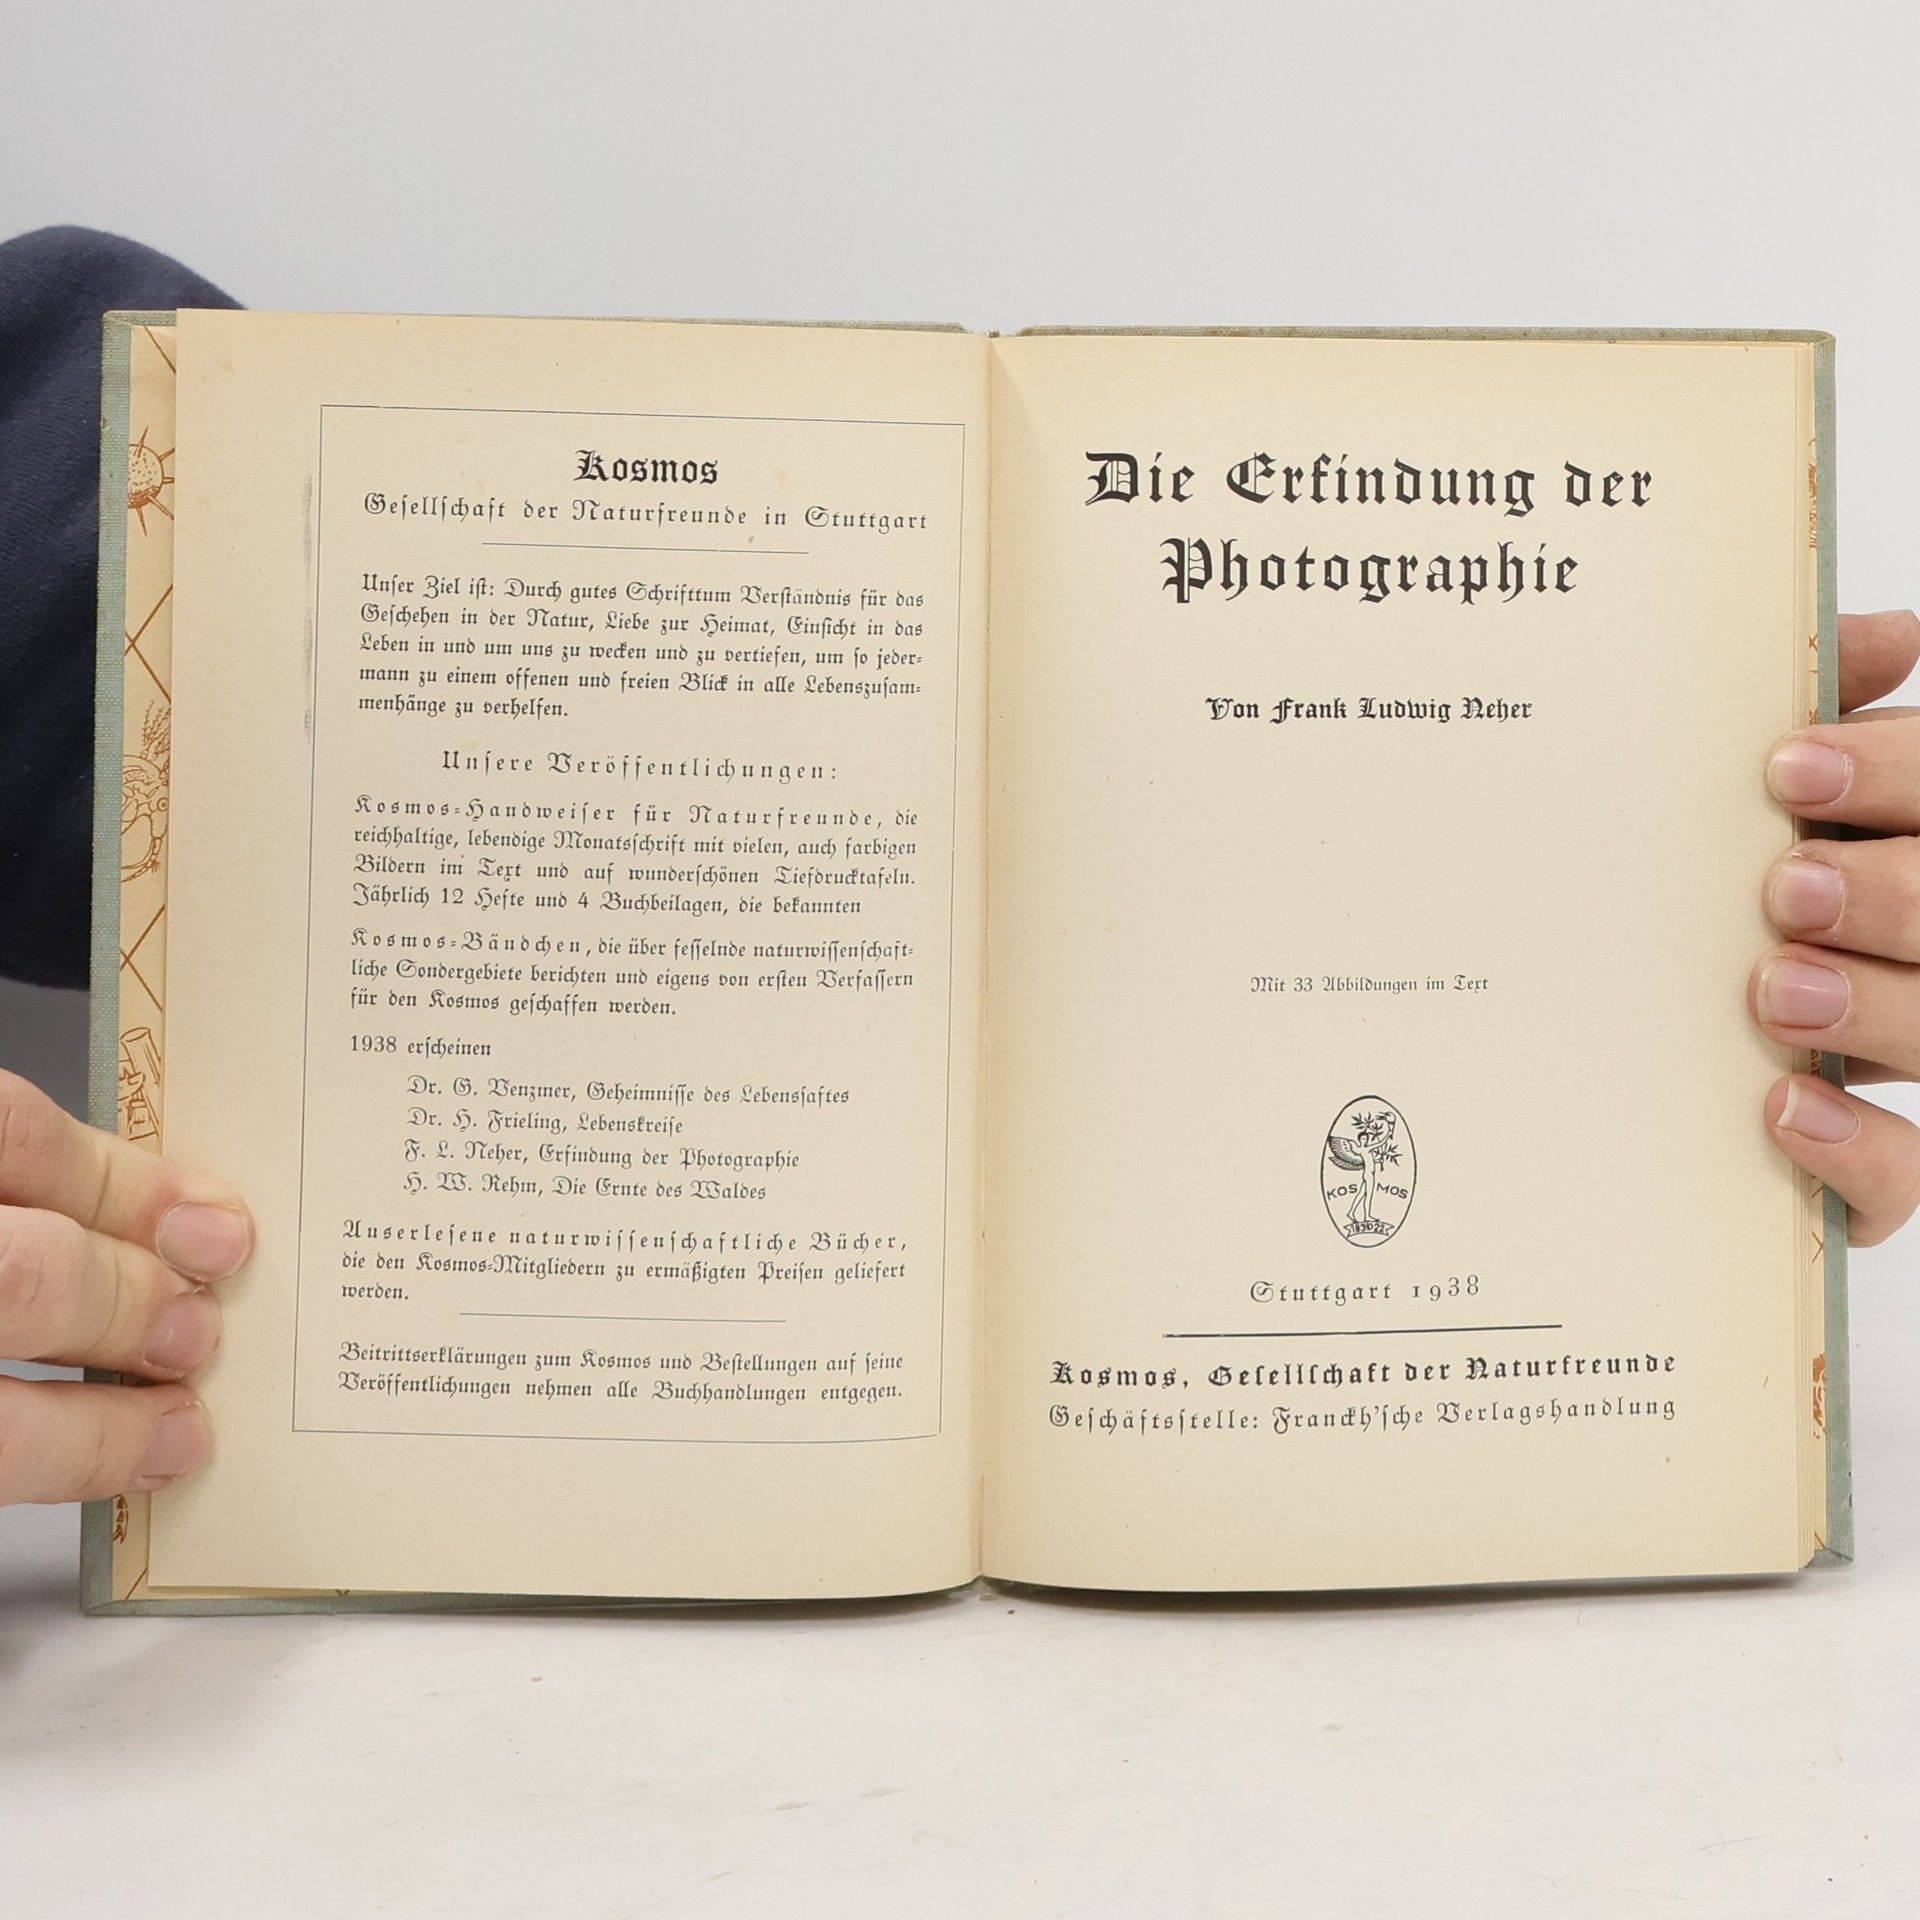 Kosmos
Gesellschaft der Naturfreunde in Stuttgart
Unser Ziel ist: Durch gutes Schrifttum Verständnis für das
Geschehen in der Natur, Liebe zur Heimat, Einsicht in das
Leben in und um uns zu wecken und zu vertiefen, um so jeder-
mann zu einem offenen und freien Blick in alle Lebenszusam-
menhänge zu verhelfen.
Unsere Veröffentlichungen:
Kosmos-Handweiser für Naturfreunde, die
reichhaltige, lebendige Monatsschrift mit vielen, auch farbigen
Bildern im Text und auf wunderschönen Tiefdrucktafeln.
Jährlich 12 Hefte und 4 Buchbeilagen, die bekannten
Kosmos-Bändchen, die über fesselnde naturwissenschaft-
liche Sondergebiete berichten und eigens von ersten Verfassern
für den Kosmos geschaffen werden.
1938 erscheinen
Dr. G. Venzmer, Geheimnisse des Lebenssaftes
Dr. H. Frieling, Lebenskreise
F. L. Neher, Erfindung der Photographie
H. W. Rehm, Die Ernte des Waldes
Auserlesene naturwissenschaftliche Bücher,
die den Kosmos-Mitgliedern zu ermäßigten Preisen geliefert
werden.
Beitrittserklärungen zum Kosmos und Bestellungen auf seine
Veröffentlichungen nehmen alle Buchhandlungen entgegen.
Die Erfindung der
Photographie
Von Frank Ludwig Neher
Mit 33 Abbildungen im Text
KOSMOS
1822
Stuttgart 1938
Kosmos, Gesellschaft der Naturfreunde
Geschäftsstelle: Franckh'sche Verlagshandlung